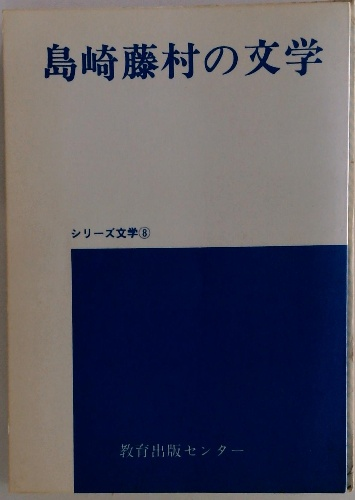 島崎藤村の文学
シリーズ文学⑧
教育出版センター